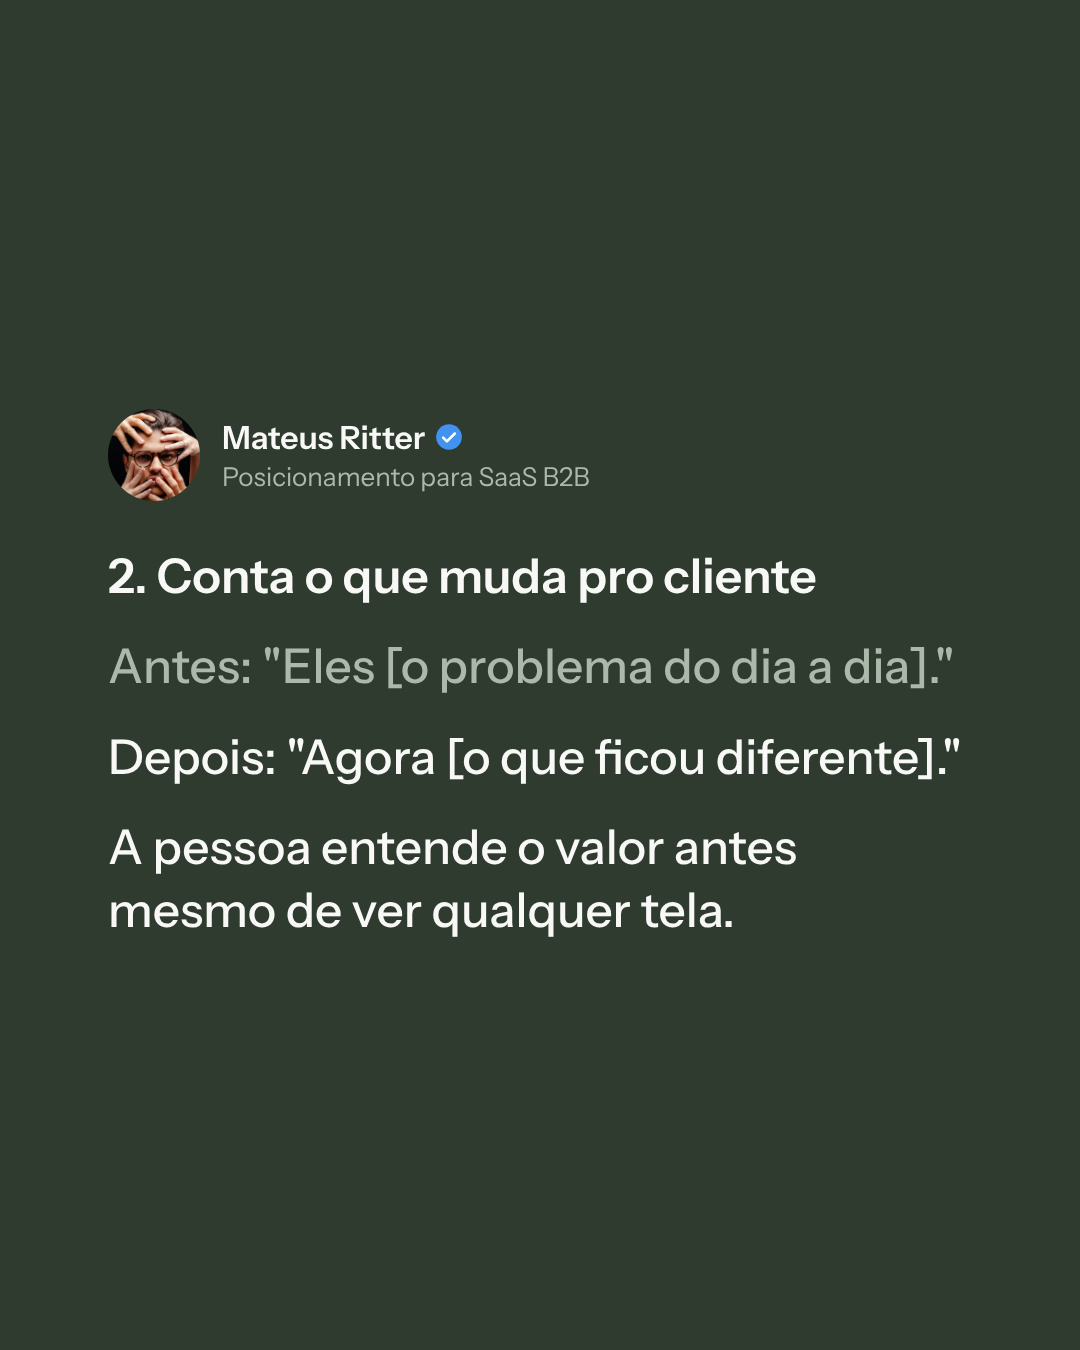 Mateus Ritter
Posicionamento para SaaS B2B
2. Conta o que muda pro cliente
Antes: "Eles [o problema do dia a dia]."
Depois: "Agora [o que ficou diferente]."
A pessoa entende o valor antes
mesmo de ver qualquer tela.